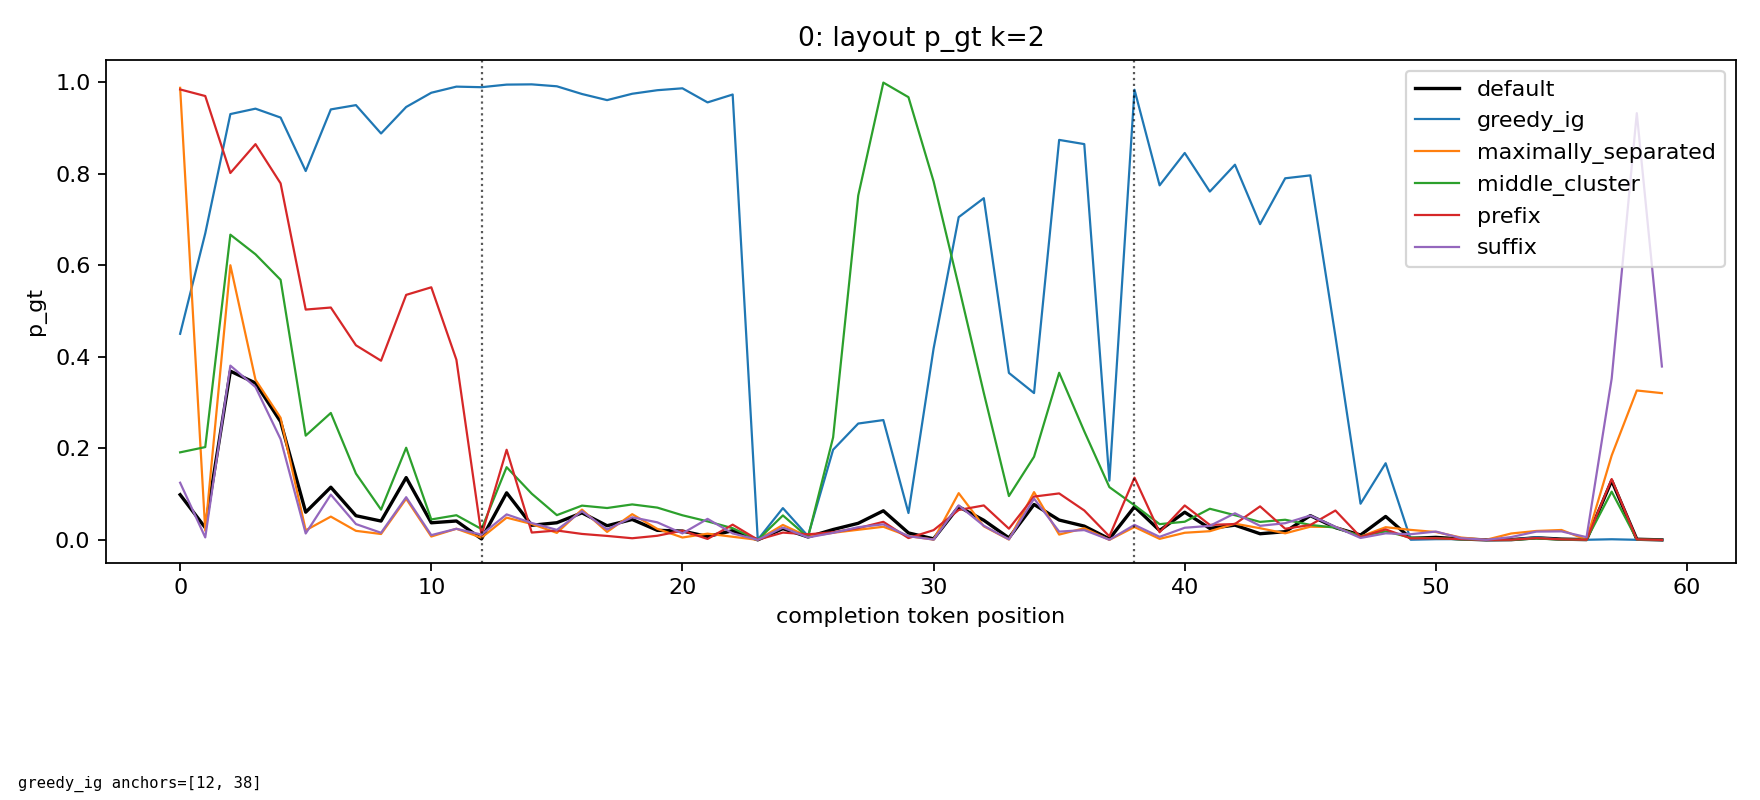 0: layout p_gt k=2
p_gt
1.0
0.8
0.6
0.4
0.2
0.0
default
greedy_ig
maximally_separated
middle_cluster
prefix
suffix
0 10 20 30 40 50 60
completion token position
greedy_ig anchors=[12, 38]